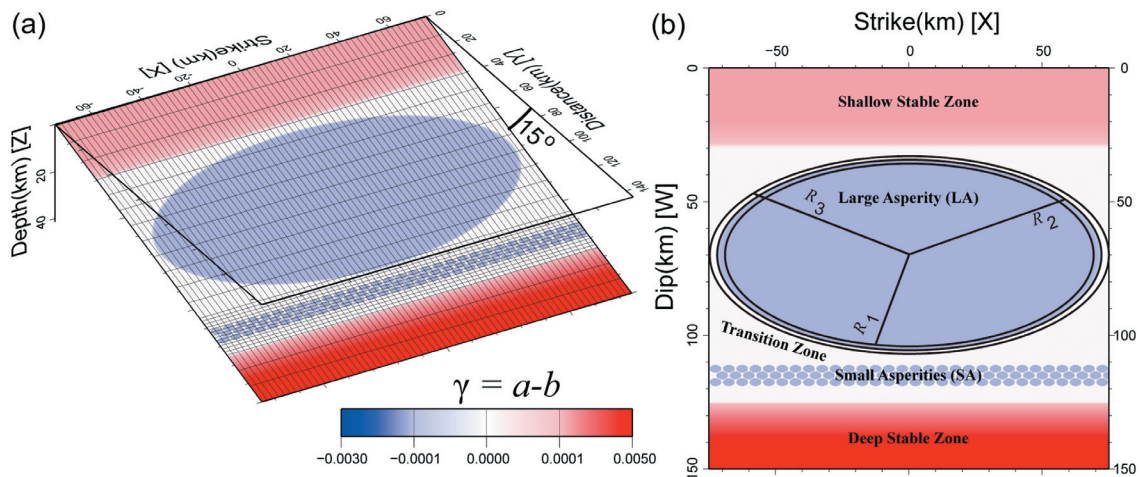 (a)
Strike(km) [X]
−60
−40
−20
0
20
40
60
0
20
40
60
80
100
120
140
Distance(km) [Y]
15°
Depth(km) [Z]
20
40
γ = a-b
−0.0030
−0.0001
0.0000
0.0001
0.0050
(b)
Strike(km) [X]
−50
0
50
Dip(km) [W]
0
50
100
150
0
50
100
150
Shallow Stable Zone
Large Asperity (LA)
R3
R2
R1
Transition Zone
Small Asperities (SA)
Deep Stable Zone